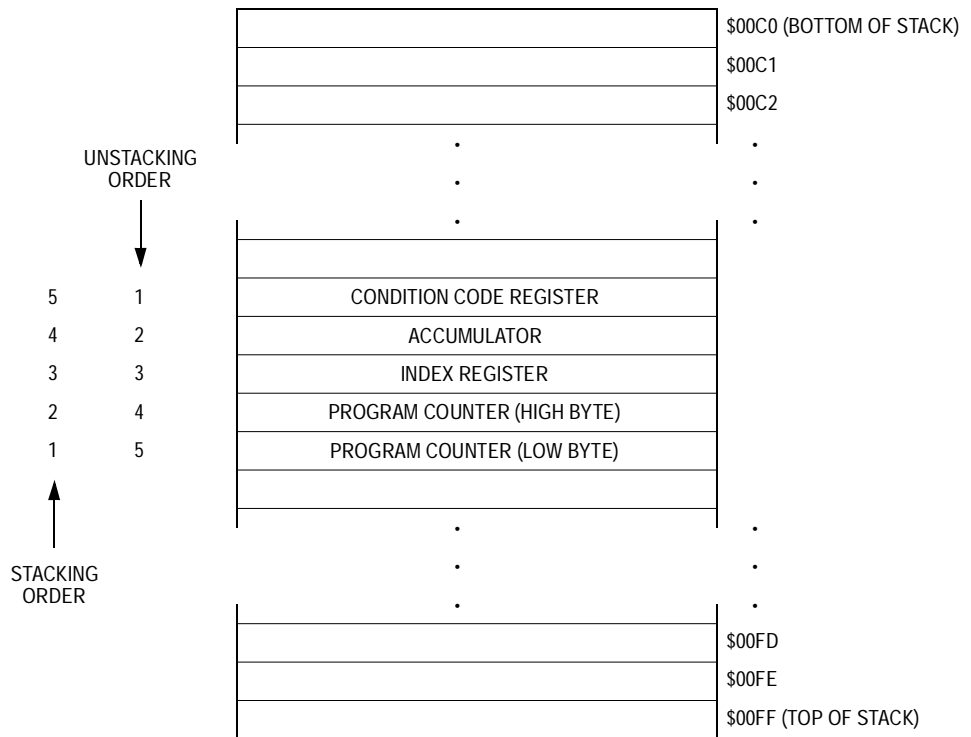 $00C0 (BOTTOM OF STACK)
$00C1
$00C2
UNSTACKING
ORDER
5 1 CONDITION CODE REGISTER
4 2 ACCUMULATOR
3 3 INDEX REGISTER
2 4 PROGRAM COUNTER (HIGH BYTE)
1 5 PROGRAM COUNTER (LOW BYTE)
STACKING
ORDER
$00FD
$00FE
$00FF (TOP OF STACK)